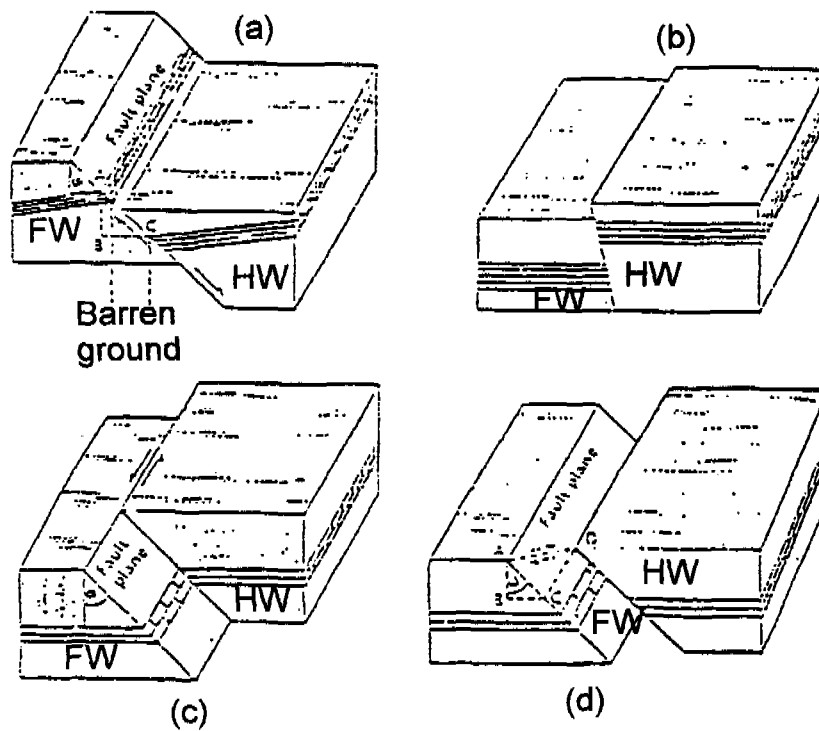 (a)
Fault plane
FW
B
C
HW
Barren
ground
(b)
FW
HW
(c)
Fault
plane
FW
HW
(d)
Fault plane
C
B
FW
HW